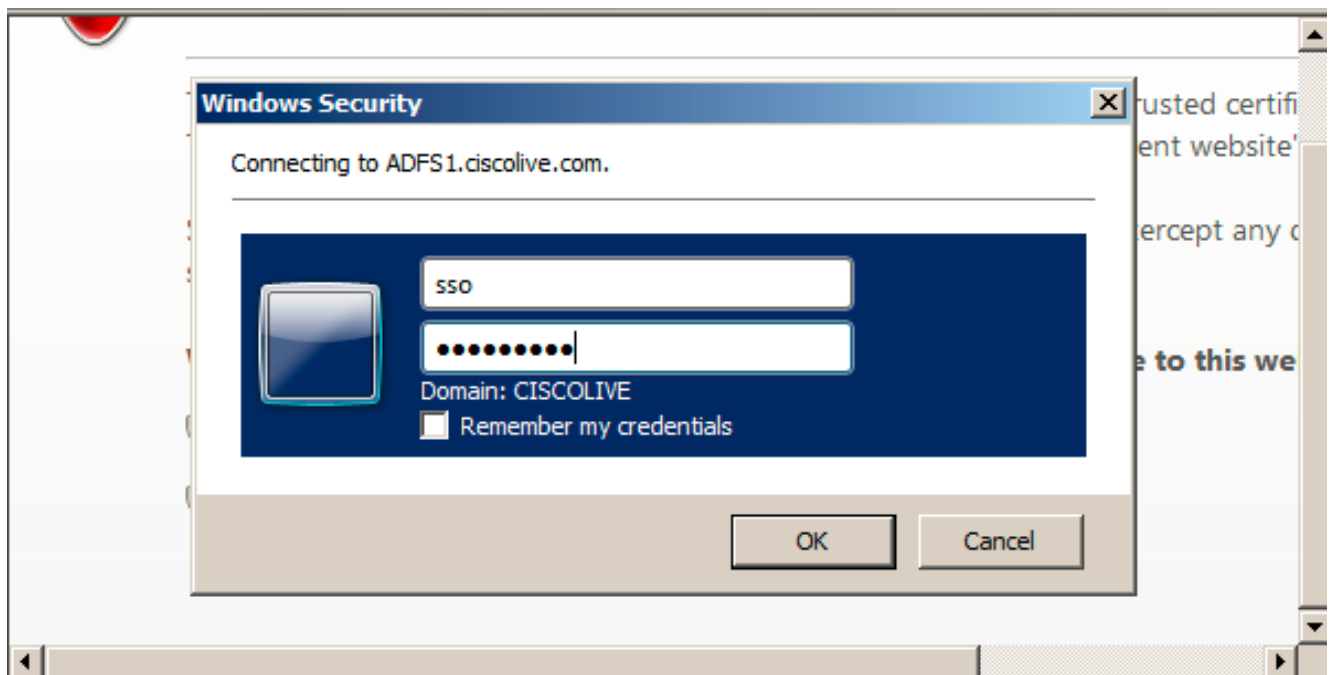 Windows Security
rusted certifi
ent website'
Connecting to ADFS1.ciscolive.com.
tercept any
sso
•••••••••
e to this we
Domain: CISCOLIVE
Remember my credentials
OK
Cancel